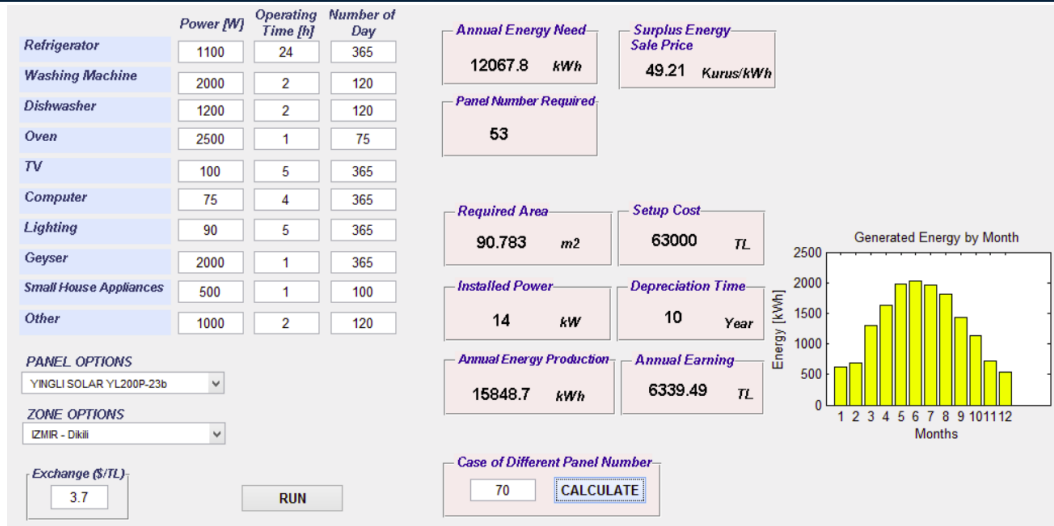 Power [W] Operating Time [h] Number of Day
Refrigerator 1100 24 365
Washing Machine 2000 2 120
Dishwasher 1200 2 120
Oven 2500 1 75
TV 100 5 365
Computer 75 4 365
Lighting 90 5 365
Geyser 2000 1 365
Small House Appliances 500 1 100
Other 1000 2 120
PANEL OPTIONS
YINGLI SOLAR YL200P-23b
ZONE OPTIONS
IZMIR - Dikili
Exchange ($/TL)
3.7
RUN
Annual Energy Need
12067.8 kWh
Surplus Energy
Sale Price
49.21 Kurus/kWh
Panel Number Required
53
Required Area
90.783 m2
Setup Cost
63000 TL
Installed Power
14 kW
Depreciation Time
10 Year
Annual Energy Production
15848.7 kWh
Annual Earning
6339.49 TL
Case of Different Panel Number
70 CALCULATE
Generated Energy by Month
Energy [kWh]
2500
2000
1500
1000
500
0
1 2 3 4 5 6 7 8 9 10 11 12
Months